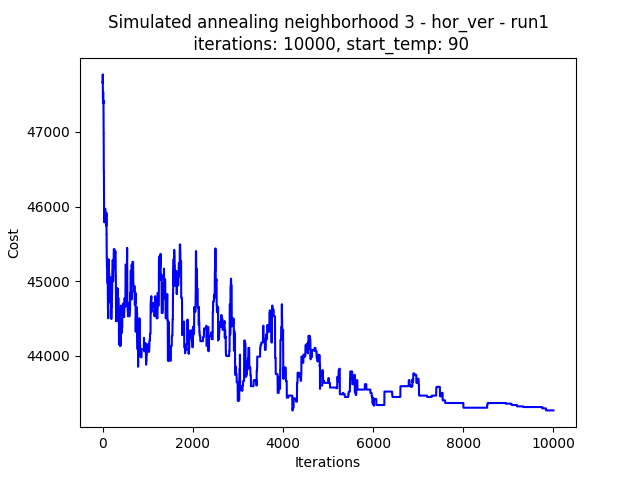 Simulated annealing neighborhood 3 - hor_ver - run1
iterations: 10000, start_temp: 90
47000
46000
45000
44000
Cost
0
2000
4000
6000
8000
10000
Iterations